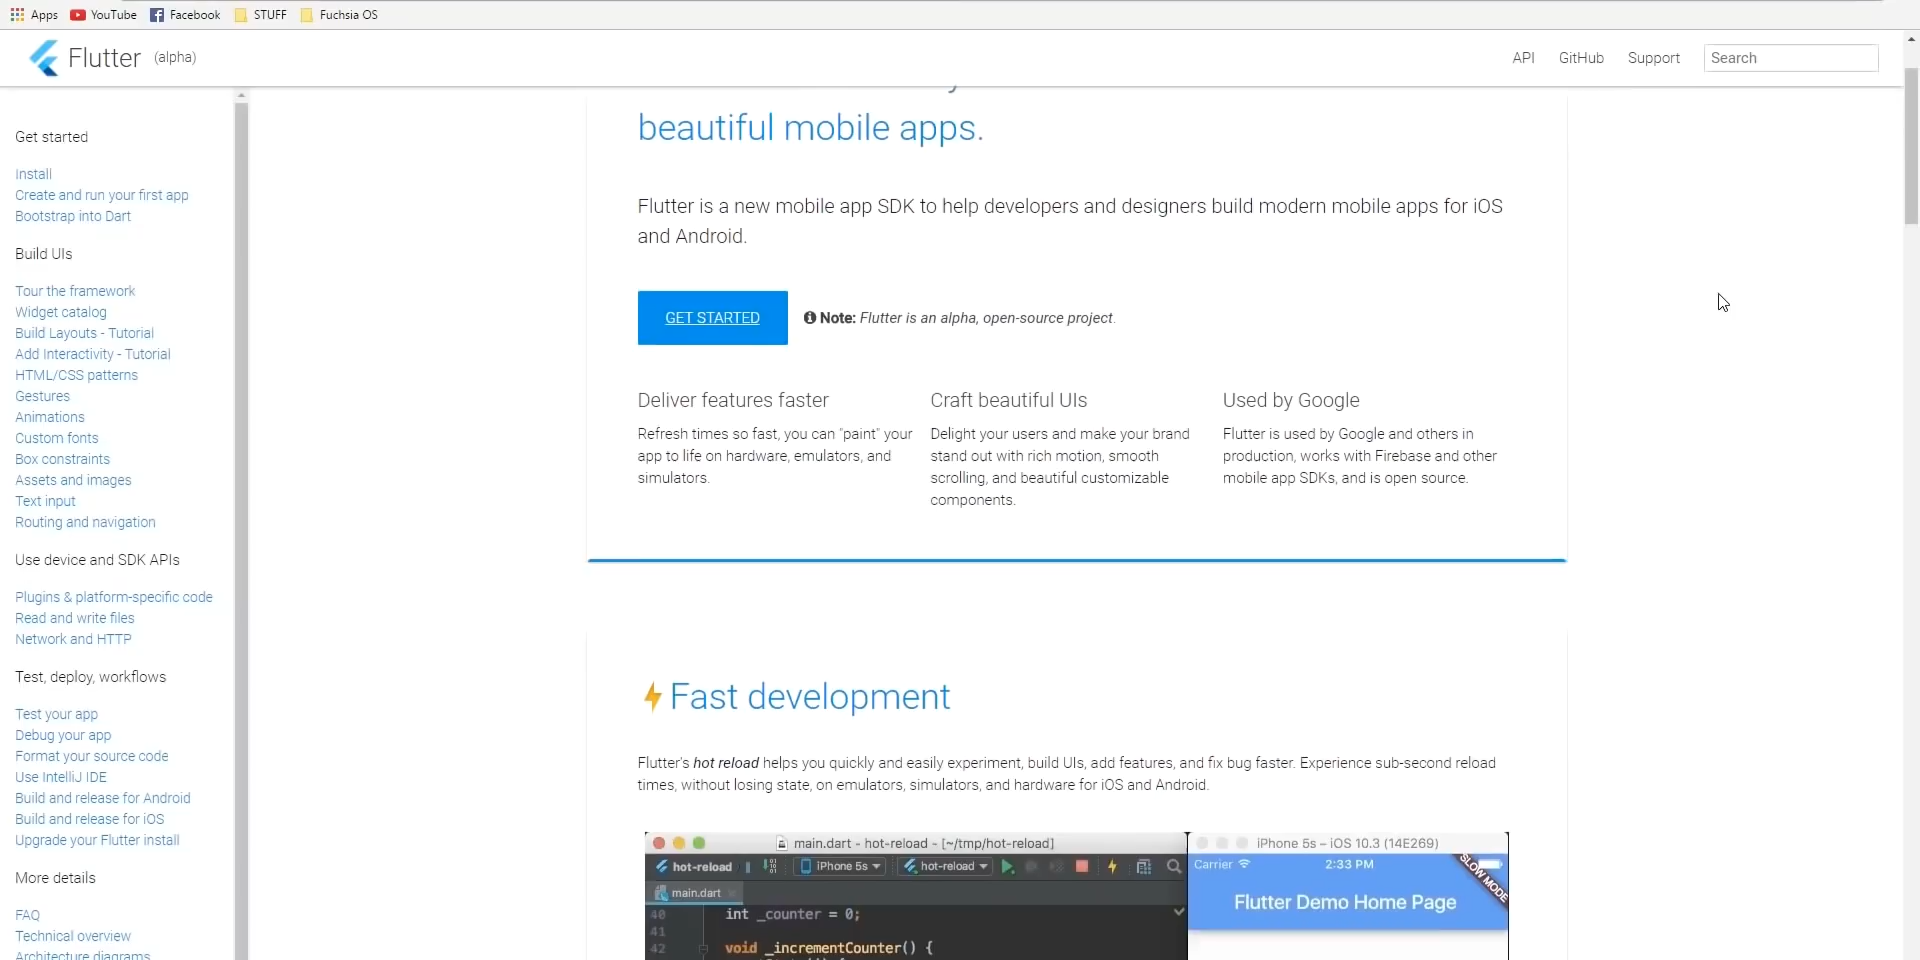 Apps YouTube Facebook STUFF Fuchsia OS
Flutter (alpha) API GitHub Support Search
Get started
Install
Create and run your first app
Bootstrap into Dart
Build UIs
Tour the framework
Widget catalog
Build Layouts - Tutorial
Add Interactivity - Tutorial
HTML/CSS patterns
Gestures
Animations
Custom fonts
Box constraints
Assets and images
Text input
Routing and navigation
Use device and SDK APIs
Plugins & platform-specific code
Read and write files
Network and HTTP
Test, deploy, workflows
Test your app
Debug your app
Format your source code
Use IntelliJ IDE
Build and release for Android
Build and release for iOS
Upgrade your Flutter install
More details
FAQ
Technical overview
Architecture diagrams
beautiful mobile apps.
Flutter is a new mobile app SDK to help developers and designers build modern mobile apps for iOS
and Android.
GET STARTED Note: Flutter is an alpha, open-source project.
Deliver features faster
Refresh times so fast, you can "paint" your
app to life on hardware, emulators, and
simulators.
Craft beautiful UIs
Delight your users and make your brand
stand out with rich motion, smooth
scrolling, and beautiful customizable
components.
Used by Google
Flutter is used by Google and others in
production, works with Firebase and other
mobile app SDKs, and is open source.
Fast development
Flutter's hot reload helps you quickly and easily experiment, build UIs, add features, and fix bug faster. Experience sub-second reload
times, without losing state, on emulators, simulators, and hardware for iOS and Android.
main.dart - hot-reload - [~/tmp/hot-reload]
hot-reload iPhone 5s hot-reload
main.dart
40 int _counter = 0;
41
42 void _incrementCounter() {
iPhone 5s – iOS 10.3 (14E269)
Carrier 2:33 PM
SLOW MODE
Flutter Demo Home Page